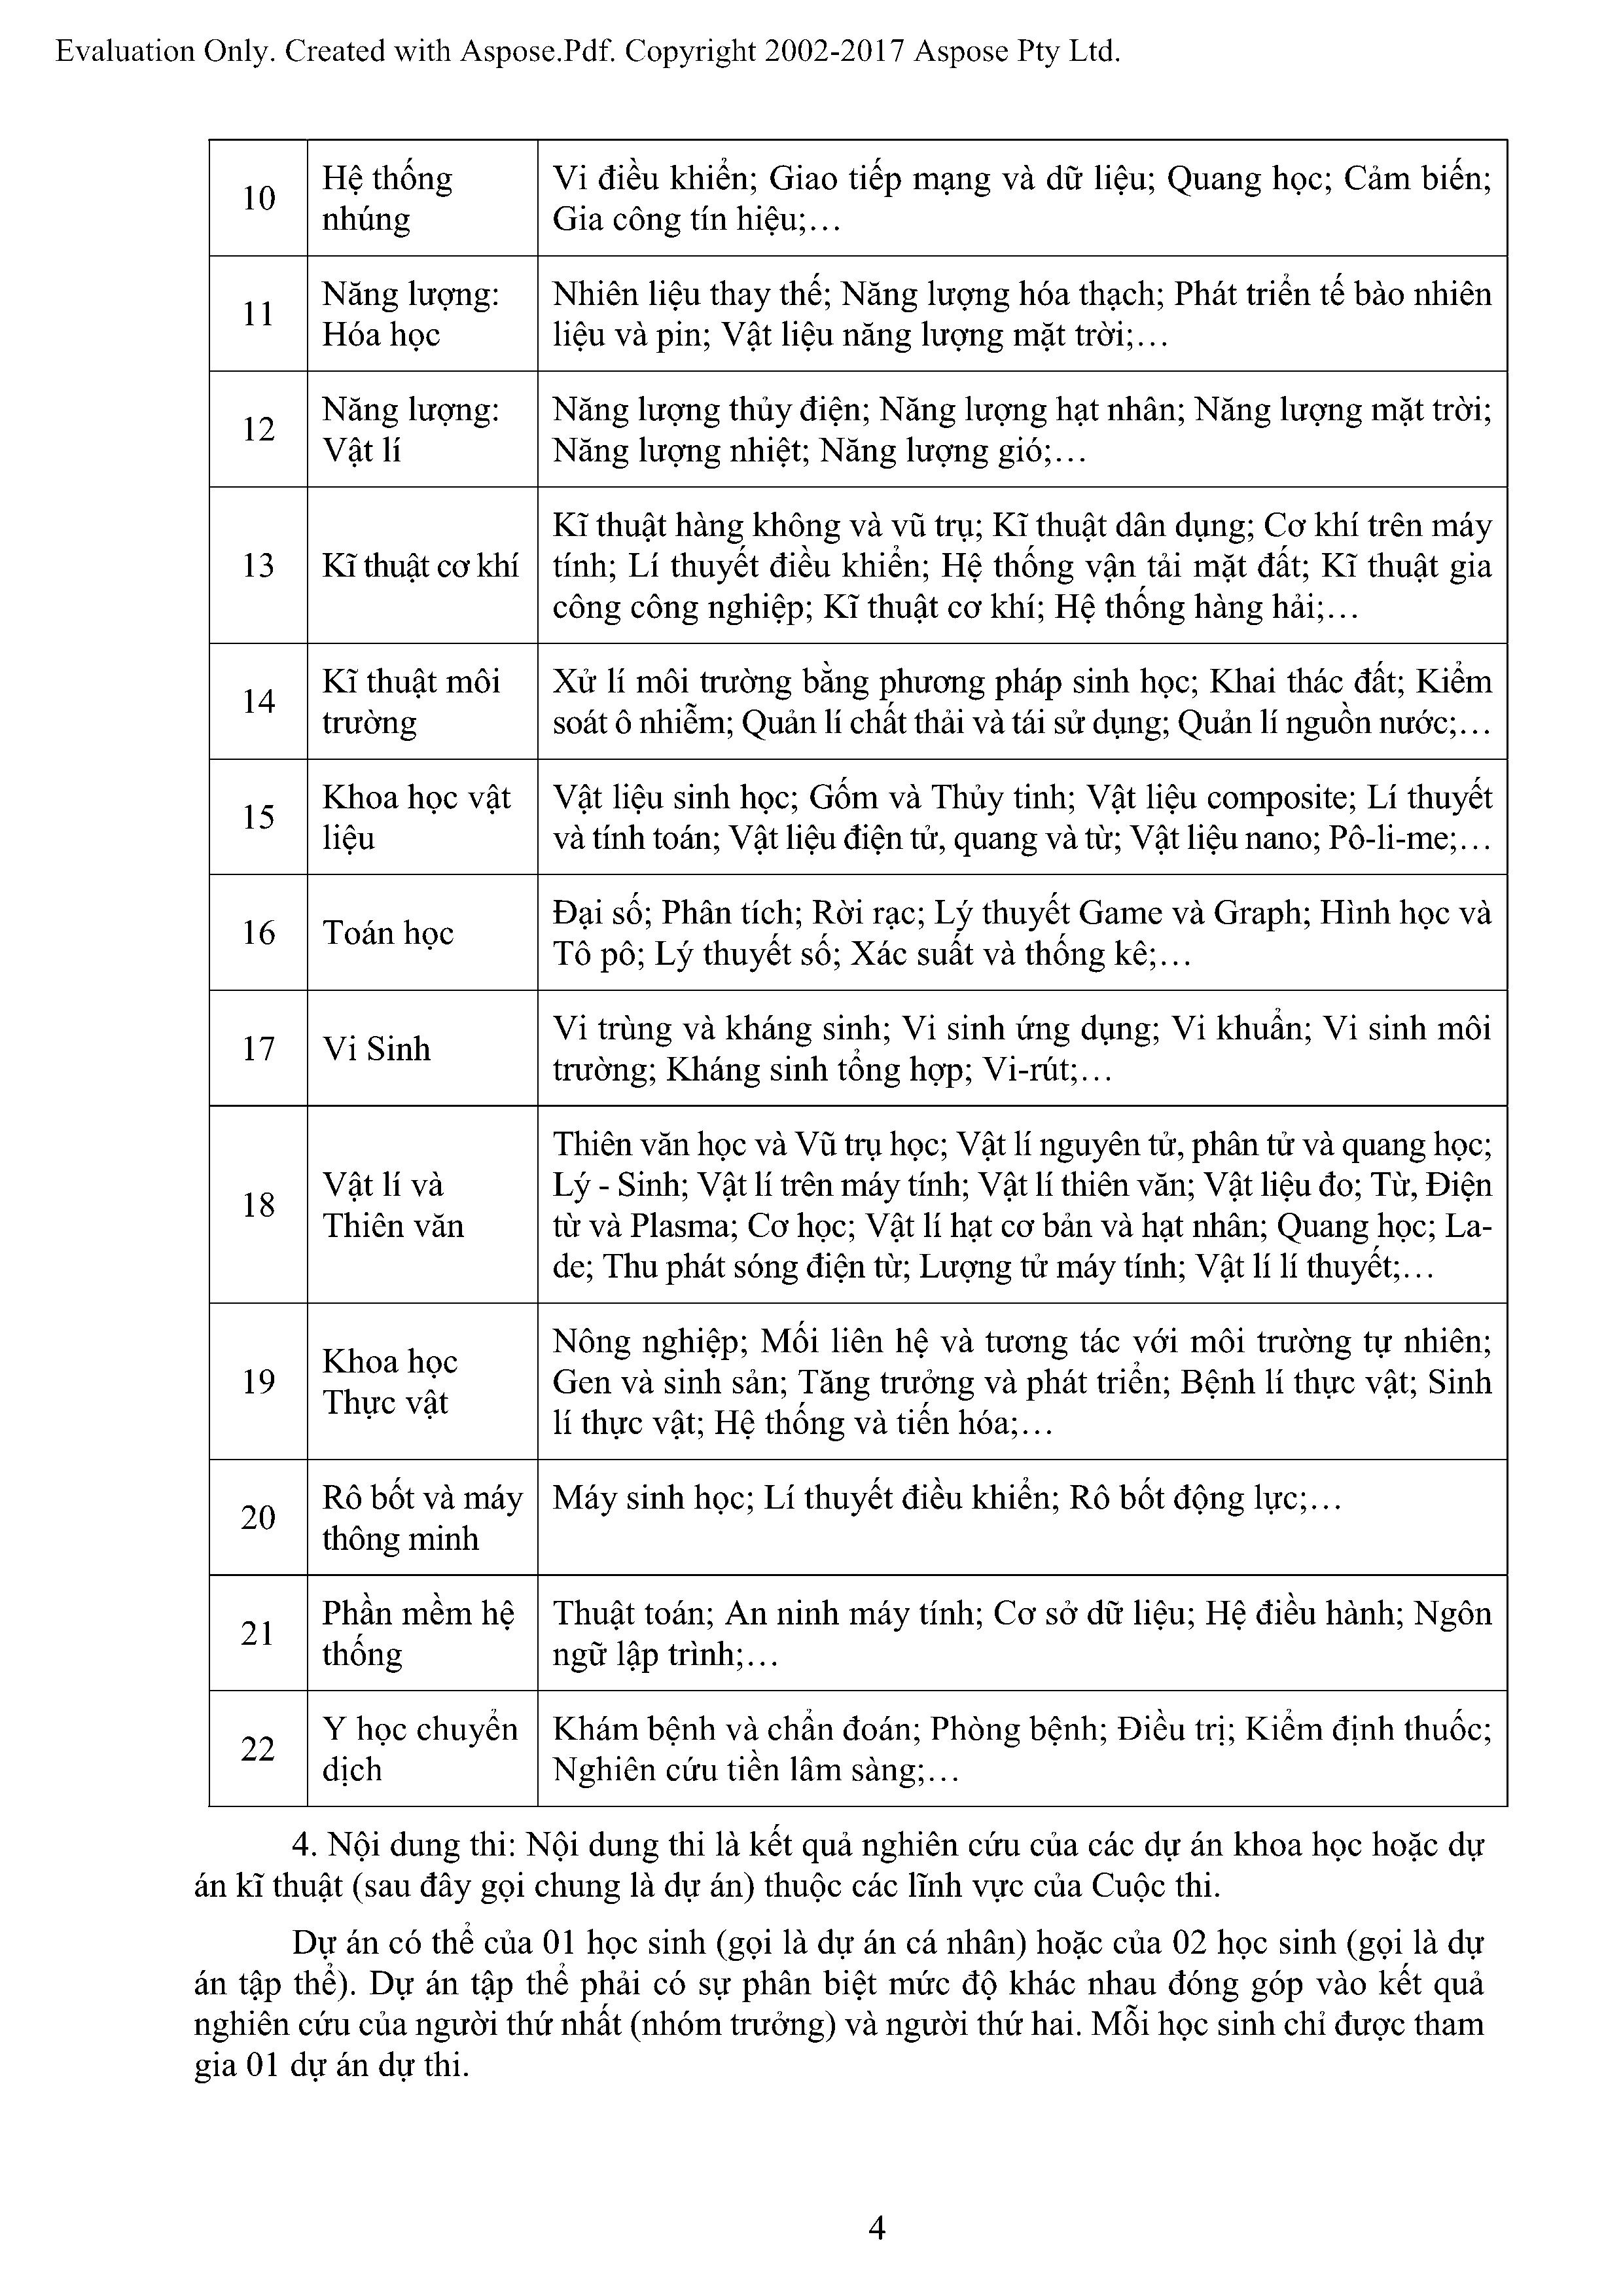 Evaluation Only. Created with Aspose.Pdf. Copyright 2002-2017 Aspose Pty Ltd.
10
Hệ thống
nhúng
Vi điều khiển; Giao tiếp mạng và dữ liệu; Quang học; Cảm biến;
Gia công tín hiệu;…
11
Năng lượng:
Hóa học
Nhiên liệu thay thế; Năng lượng hóa thạch; Phát triển tế bào nhiên
liệu và pin; Vật liệu năng lượng mặt trời;…
12
Năng lượng:
Vật lí
Năng lượng thủy điện; Năng lượng hạt nhân; Năng lượng mặt trời;
Năng lượng nhiệt; Năng lượng gió;…
13
Kĩ thuật cơ khí
Kĩ thuật hàng không và vũ trụ; Kĩ thuật dân dụng; Cơ khí trên máy
tính; Lí thuyết điều khiển; Hệ thống vận tải mặt đất; Kĩ thuật gia
công công nghiệp; Kĩ thuật cơ khí; Hệ thống hàng hải;…
14
Kĩ thuật môi
trường
Xử lí môi trường bằng phương pháp sinh học; Khai thác đất; Kiểm
soát ô nhiễm; Quản lí chất thải và tái sử dụng; Quản lí nguồn nước;…
15
Khoa học vật
liệu
Vật liệu sinh học; Gốm và Thủy tinh; Vật liệu composite; Lí thuyết
và tính toán; Vật liệu điện tử, quang và từ; Vật liệu nano; Pô-li-me;…
16
Toán học
Đại số; Phân tích; Rời rạc; Lý thuyết Game và Graph; Hình học và
Tô pô; Lý thuyết số; Xác suất và thống kê;…
17
Vi Sinh
Vi trùng và kháng sinh; Vi sinh ứng dụng; Vi khuẩn; Vi sinh môi
trường; Kháng sinh tổng hợp; Vi-rút;…
18
Vật lí và
Thiên văn
Thiên văn học và Vũ trụ học; Vật lí nguyên tử, phân tử và quang học;
Lý - Sinh; Vật lí trên máy tính; Vật lí thiên văn; Vật liệu đo; Từ, Điện
từ và Plasma; Cơ học; Vật lí hạt cơ bản và hạt nhân; Quang học; La-
de; Thu phát sóng điện từ; Lượng tử máy tính; Vật lí lí thuyết;…
19
Khoa học
Thực vật
Nông nghiệp; Mối liên hệ và tương tác với môi trường tự nhiên;
Gen và sinh sản; Tăng trưởng và phát triển; Bệnh lí thực vật; Sinh
lí thực vật; Hệ thống và tiến hóa;…
20
Rô bốt và máy
thông minh
Máy sinh học; Lí thuyết điều khiển; Rô bốt động lực;…
21
Phần mềm hệ
thống
Thuật toán; An ninh máy tính; Cơ sở dữ liệu; Hệ điều hành; Ngôn
ngữ lập trình;…
22
Y học chuyển
dịch
Khám bệnh và chẩn đoán; Phòng bệnh; Điều trị; Kiểm định thuốc;
Nghiên cứu tiền lâm sàng;…
4. Nội dung thi: Nội dung thi là kết quả nghiên cứu của các dự án khoa học hoặc dự
án kĩ thuật (sau đây gọi chung là dự án) thuộc các lĩnh vực của Cuộc thi.
Dự án có thể của 01 học sinh (gọi là dự án cá nhân) hoặc của 02 học sinh (gọi là dự
án tập thể). Dự án tập thể phải có sự phân biệt mức độ khác nhau đóng góp vào kết quả
nghiên cứu của người thứ nhất (nhóm trưởng) và người thứ hai. Mỗi học sinh chỉ được tham
gia 01 dự án dự thi.
4